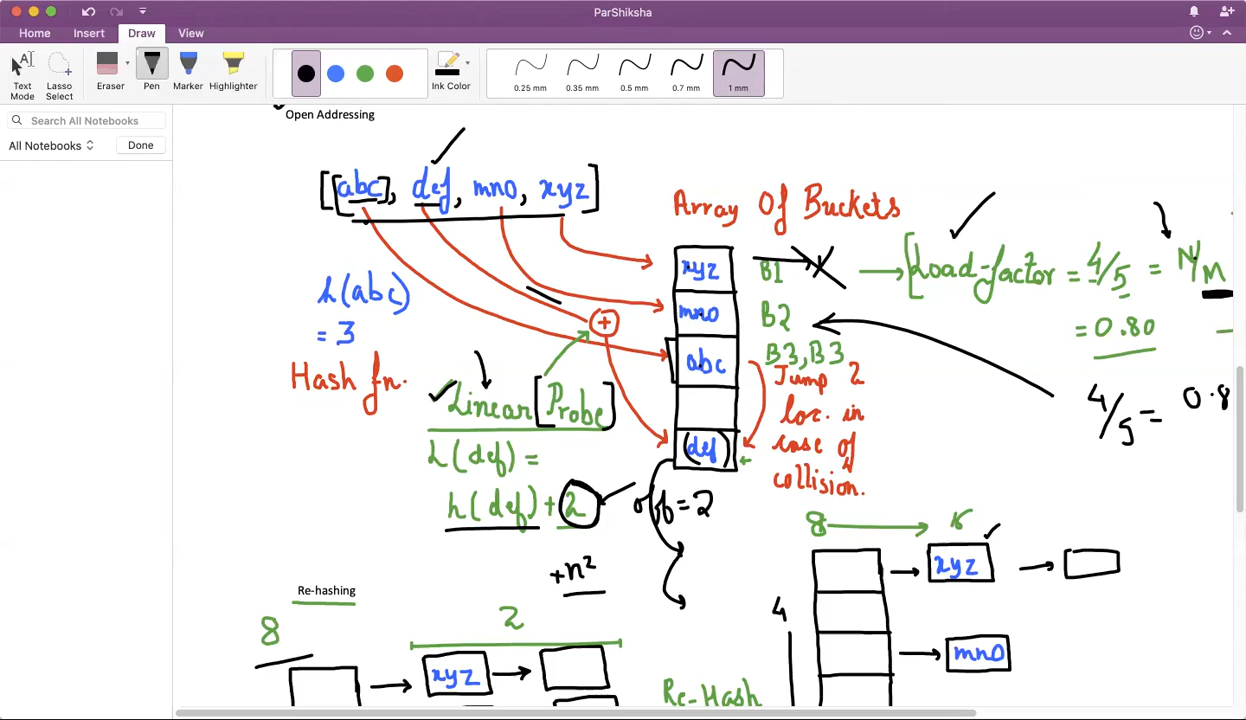 ParShiksha
Home Insert Draw View
Text Mode
Lasso Select
Eraser
Pen
Marker
Highlighter
Ink Color
0.25 mm
0.35 mm
0.5 mm
0.7 mm
1 mm
Search All Notebooks
All Notebooks
Done
Open Addressing
[[abc], def, mno, xyz]
Array Of Buckets
xyz B1
[Load-factor = 4/5 = N/M
mno B2
= 0.80
abc B3, B3
h(abc)
= 3
+
Hash fn.
Linear [Probe]
Jump 2
loc. in
case of
collision.
4/5 = 0.8
(def)
h(def) =
h(def) + 2
off = 2
+n²
8
xyz
4
mno
Re-hashing
8
2
xyz
Re-Hash